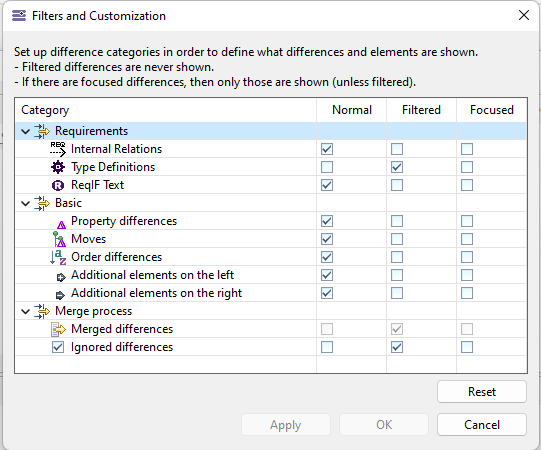 Filters and Customization
Set up difference categories in order to define what differences and elements are shown.
- Filtered differences are never shown.
- If there are focused differences, then only those are shown (unless filtered).
Category Normal Filtered Focused
Requirements
REQ Internal Relations
Type Definitions
R ReqIF Text
Basic
Property differences
Moves
a z Order differences
Additional elements on the left
Additional elements on the right
Merge process
Merged differences
Ignored differences
Reset
Apply OK Cancel